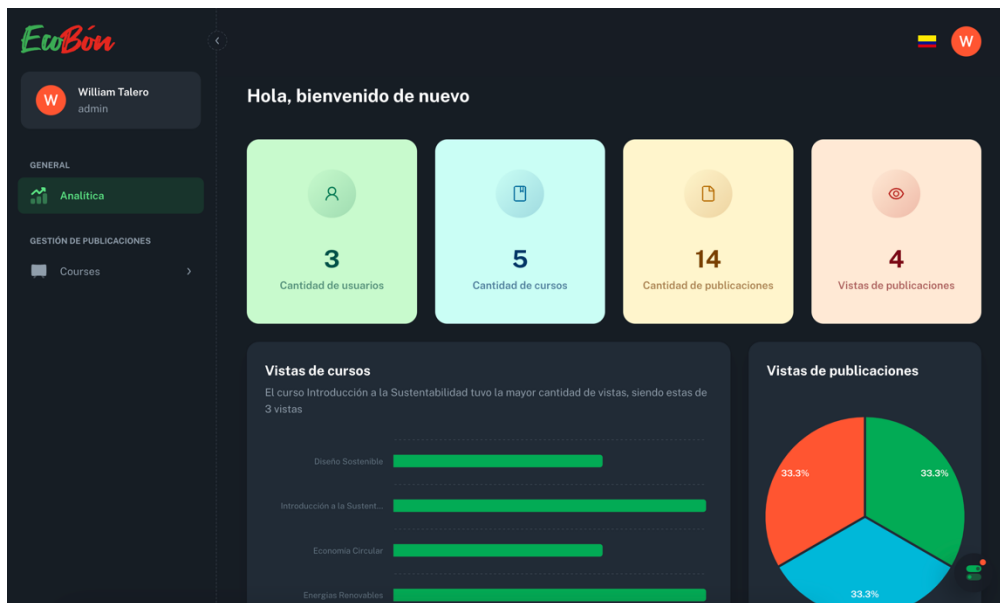 EcoBón
W
William Talero
admin
W
Hola, bienvenido de nuevo
GENERAL
Analítica
GESTIÓN DE PUBLICACIONES
Courses
3
Cantidad de usuarios
5
Cantidad de cursos
14
Cantidad de publicaciones
4
Vistas de publicaciones
Vistas de cursos
El curso Introducción a la Sustentabilidad tuvo la mayor cantidad de vistas, siendo estas de
3 vistas
Diseño Sostenible
Introducción a la Sustent...
Economía Circular
Energías Renovables
Vistas de publicaciones
33.3%
33.3%
33.3%